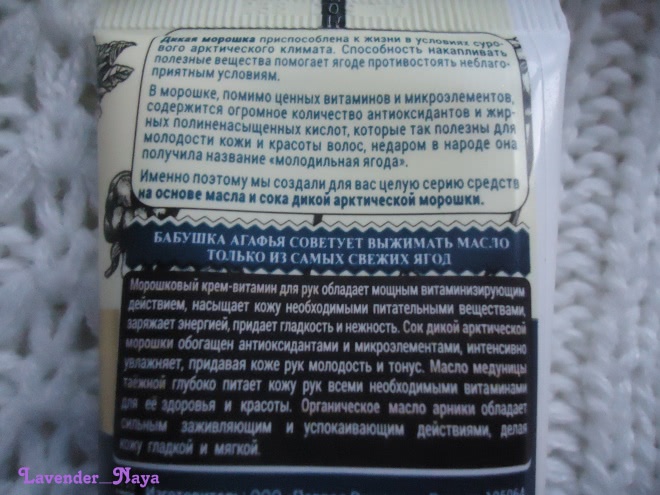 Дикая морошка приспособлена к жизни в условиях суро-
вого арктического климата. Способность накапливать
полезные вещества помогает ягоде противостоять неблаго-
приятным условиям.
В морошке, помимо ценных витаминов и микроэлементов,
содержится огромное количество антиоксидантов и жир-
ных полиненасыщенных кислот, которые так полезны для
молодости кожи и красоты волос, недаром в народе она
получила название «молодильная ягода».
Именно поэтому мы создали для вас целую серию средств
на основе масла и сока дикой арктической морошки.
БАБУШКА АГАФЬЯ СОВЕТУЕТ ВЫЖИМАТЬ МАСЛО
ТОЛЬКО ИЗ САМЫХ СВЕЖИХ ЯГОД
Морошковый крем-витамин для рук обладает мощным витаминизирующим
действием, насыщает кожу необходимыми питательными веществами,
заряжает энергией, придает гладкость и нежность. Сок дикой арктической
морошки обогащен антиоксидантами и микроэлементами, интенсивно
увлажняет, придавая коже рук молодость и тонус. Масло медуницы
таёжной глубоко питает кожу рук всеми необходимыми витаминами
для её здоровья и красоты. Органическое масло арники обладает
сильным заживляющим и успокаивающим действиями, делая
кожу гладкой и мягкой.
Lavender_Naya